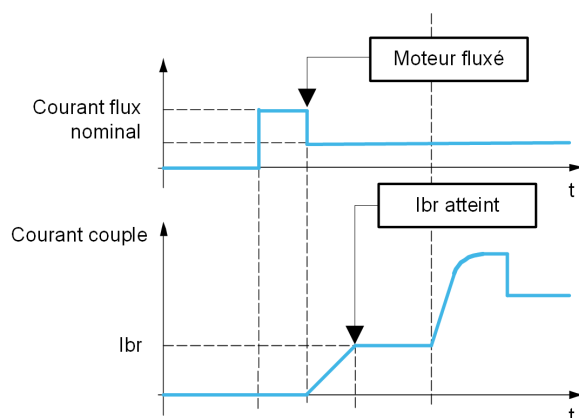 Moteur fluxé
Courant flux
nominal
t
Ibr atteint
Courant couple
Ibr
t